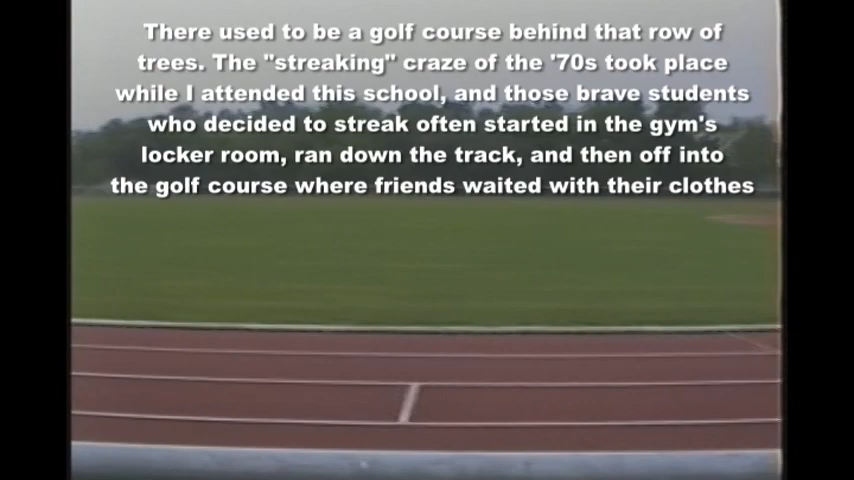 There used to be a golf course behind that row of
trees. The "streaking" craze of the '70s took place
while I attended this school, and those brave students
who decided to streak often started in the gym's
locker room, ran down the track, and then off into
the golf course where friends waited with their clothes